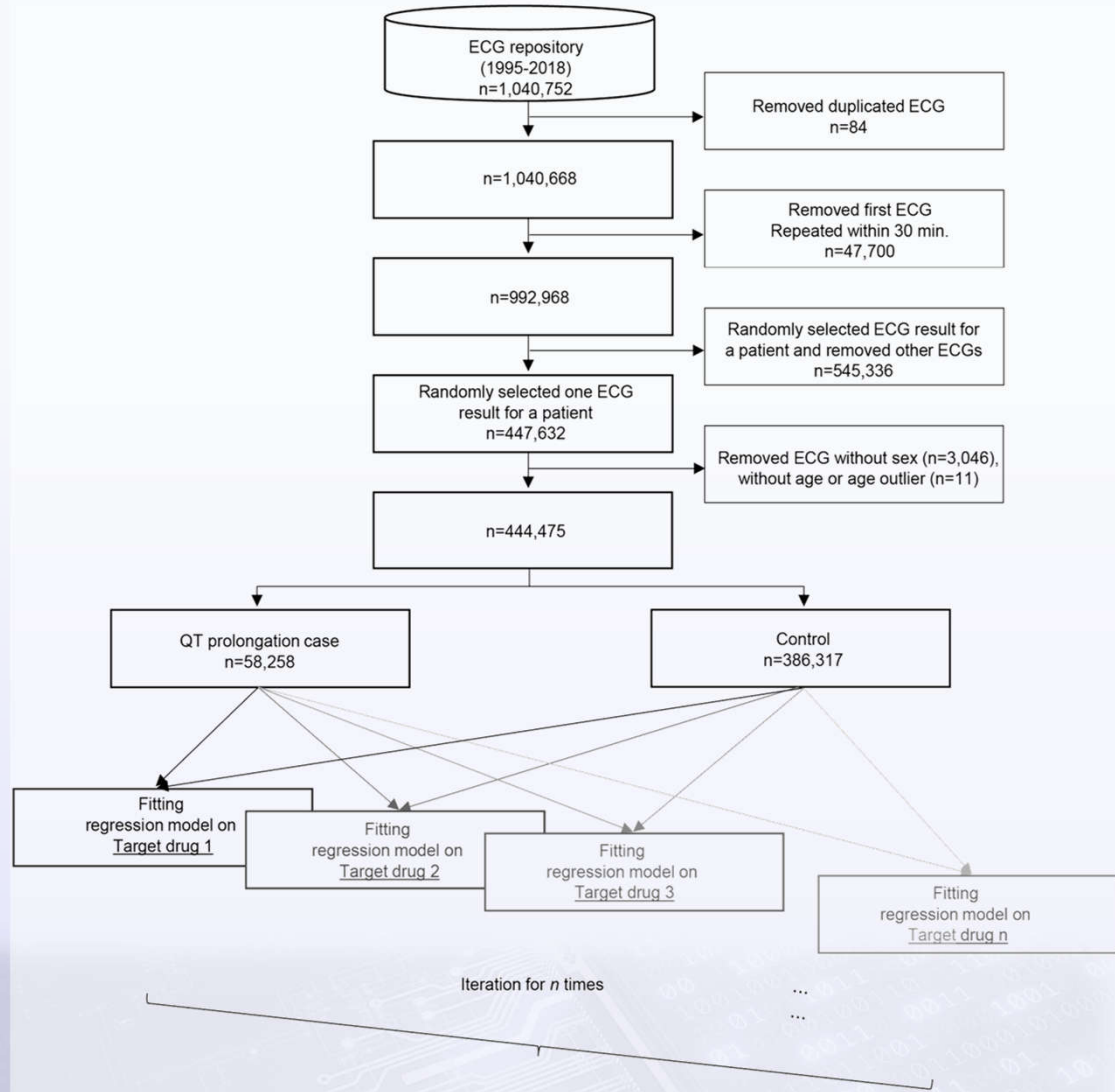 ECG repository
(1995-2018)
n=1,040,752
Removed duplicated ECG
n=84
n=1,040,668
Removed first ECG
Repeated within 30 min.
n=47,700
n=992,968
Randomly selected ECG result for
a patient and removed other ECGs
n=545,336
Randomly selected one ECG
result for a patient
n=447,632
Removed ECG without sex (n=3,046),
without age or age outlier (n=11)
n=444,475
QT prolongation case
n=58,258
Control
n=386,317
Fitting
regression model on
Target drug 1
Fitting
regression model on
Target drug 2
Fitting
regression model on
Target drug 3
Fitting
regression model on
Target drug n
Iteration for n times
...
...